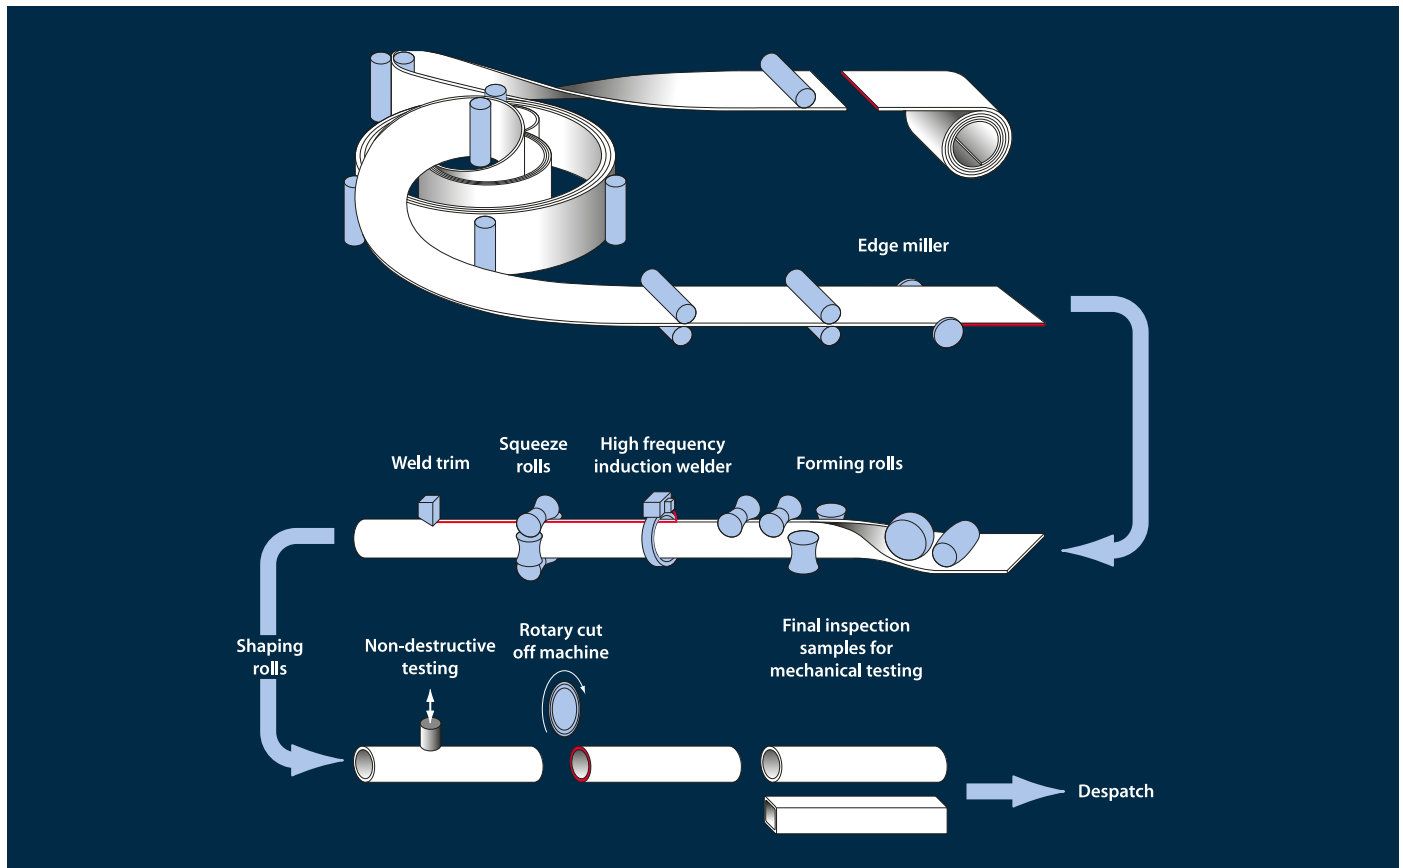 Edge miller
Squeeze
rolls
High frequency
induction welder
Weld trim
Forming rolls
Shaping
rolls
Non-destructive
testing
Rotary cut
off machine
Final inspection
samples for
mechanical testing
Despatch